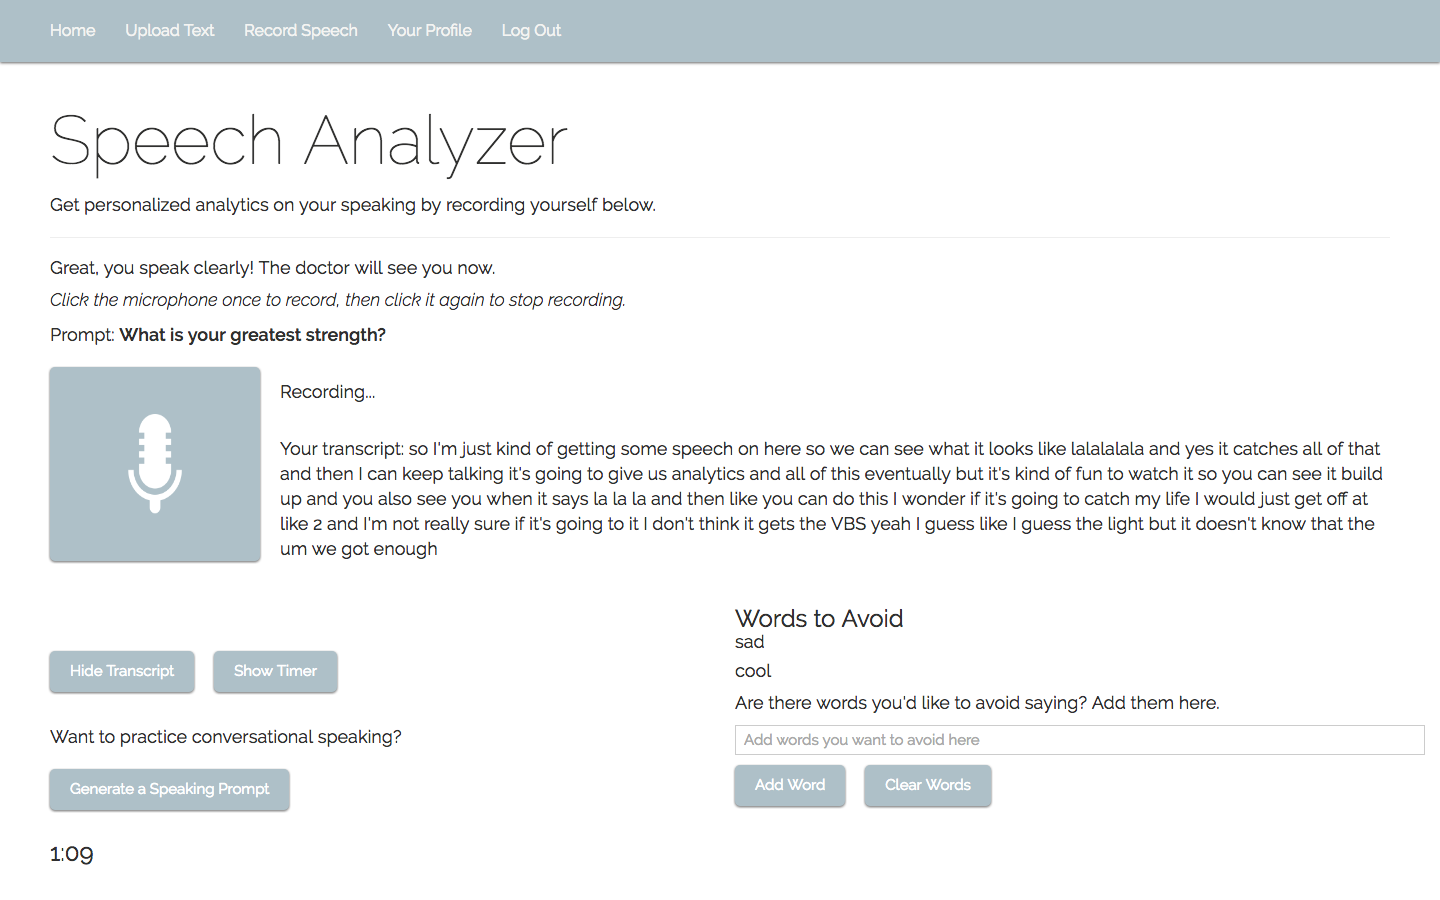 Home Upload Text Record Speech Your Profile Log Out
Speech Analyzer
Get personalized analytics on your speaking by recording yourself below.
Great, you speak clearly! The doctor will see you now.
Click the microphone once to record, then click it again to stop recording.
Prompt: What is your greatest strength?
Recording...
Your transcript: so I'm just kind of getting some speech on here so we can see what it looks like lalalalala and yes it catches all of that
and then I can keep talking it's going to give us analytics and all of this eventually but it's kind of fun to watch it so you can see it build
up and you also see you when it says la la la and then like you can do this I wonder if it's going to catch my life I would just get off at
like 2 and I'm not really sure if it's going to it I don't think it gets the VBS yeah I guess like I guess the light but it doesn't know that the
um we got enough
Hide Transcript Show Timer
Want to practice conversational speaking?
Generate a Speaking Prompt
1:09
Words to Avoid
sad
cool
Are there words you'd like to avoid saying? Add them here.
Add words you want to avoid here
Add Word Clear Words